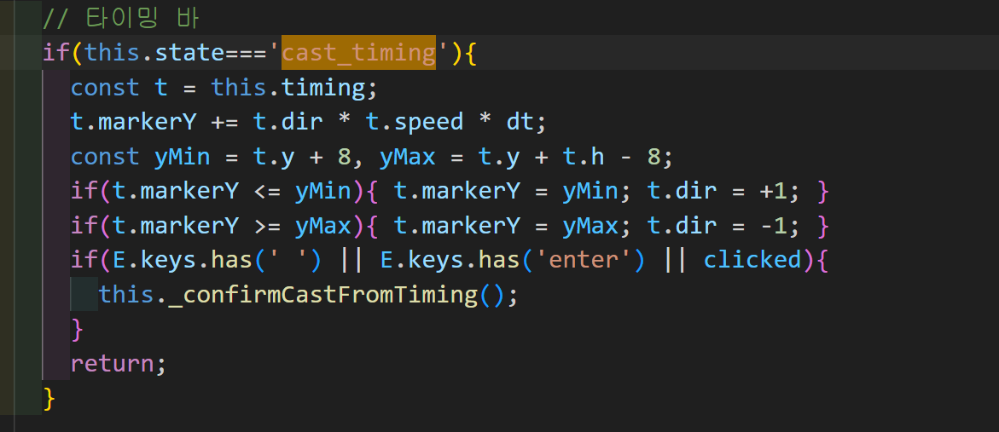 // 타이밍 바
if(this.state==='cast_timing'){
const t = this.timing;
t.markerY += t.dir * t.speed * dt;
const yMin = t.y + 8, yMax = t.y + t.h - 8;
if(t.markerY <= yMin){ t.markerY = yMin; t.dir = +1; }
if(t.markerY >= yMax){ t.markerY = yMax; t.dir = -1; }
if(E.keys.has(' ') || E.keys.has('enter') || clicked){
this._confirmCastFromTiming();
}
return;
}